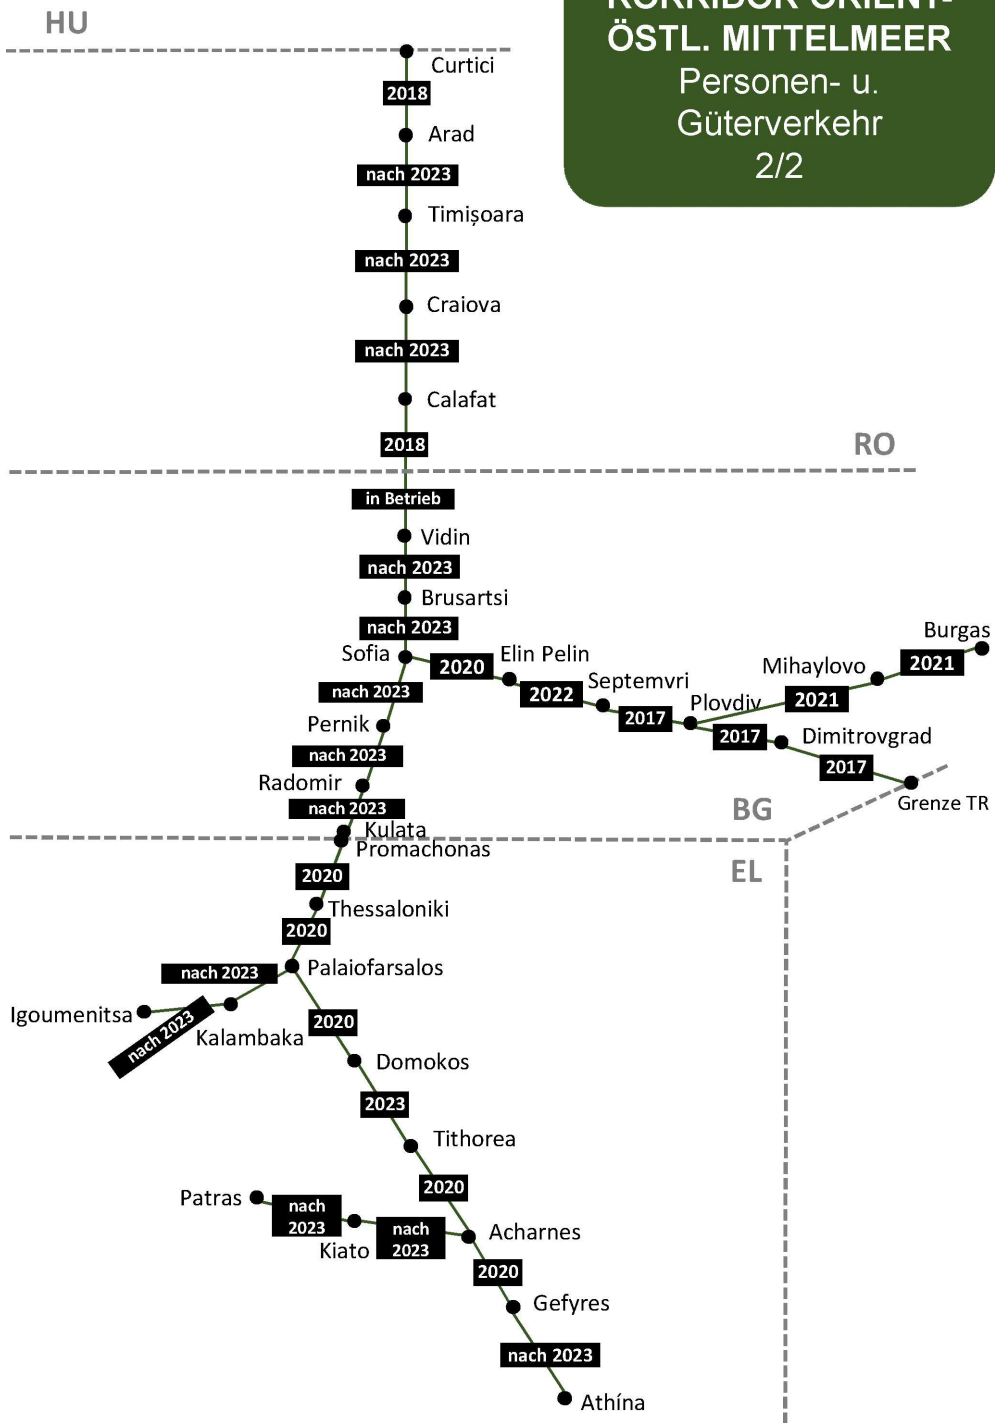 HU
KORRIDOR ORIENT-
ÖSTL. MITTELMEER
Personen- u.
Güterverkehr
2/2
Curtici
2018
Arad
nach 2023
Timișoara
nach 2023
Craiova
nach 2023
Calafat
2018
RO
in Betrieb
Vidin
nach 2023
Brusartsi
nach 2023
Sofia
2020
Elin Pelin
2022
Septemvri
2017
Plovdiv
2021
Mihaylovo
2021
Burgas
2017
Dimitrovgrad
2017
Grenze TR
nach 2023
Pernik
nach 2023
Radomir
nach 2023
BG
Kulata
Promachonas
EL
2020
Thessaloniki
2020
Palaiofarsalos
nach 2023
Igoumenitsa
nach 2023
Kalambaka
2020
Domokos
2023
Tithorea
2020
Patras
nach
2023
Kiato
nach
2023
Acharnes
2020
Gefyres
nach 2023
Athína